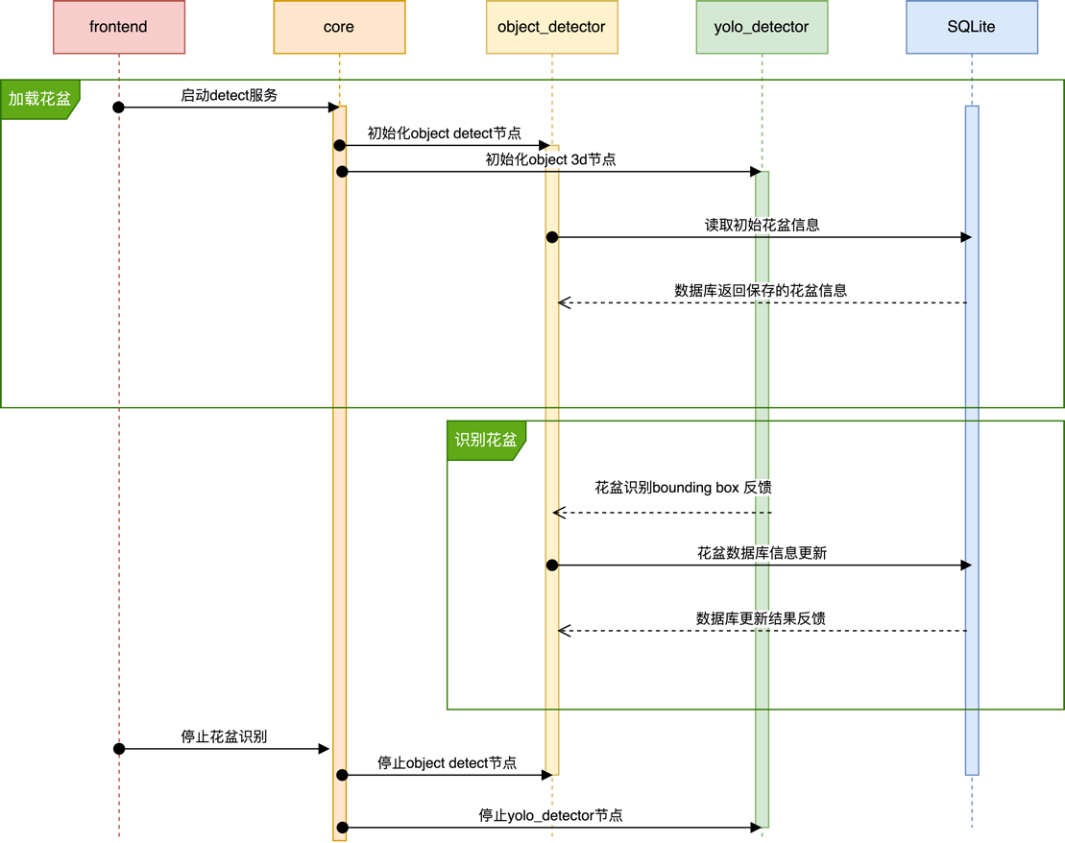 frontend
core
object_detector
yolo_detector
SQLite
加载花盆
启动detect服务
初始化object detect节点
初始化object 3d节点
读取初始花盆信息
数据库返回保存的花盆信息
识别花盆
花盆识别bounding box 反馈
花盆数据库信息更新
数据库更新结果反馈
停止花盆识别
停止object detect节点
停止yolo_detector节点